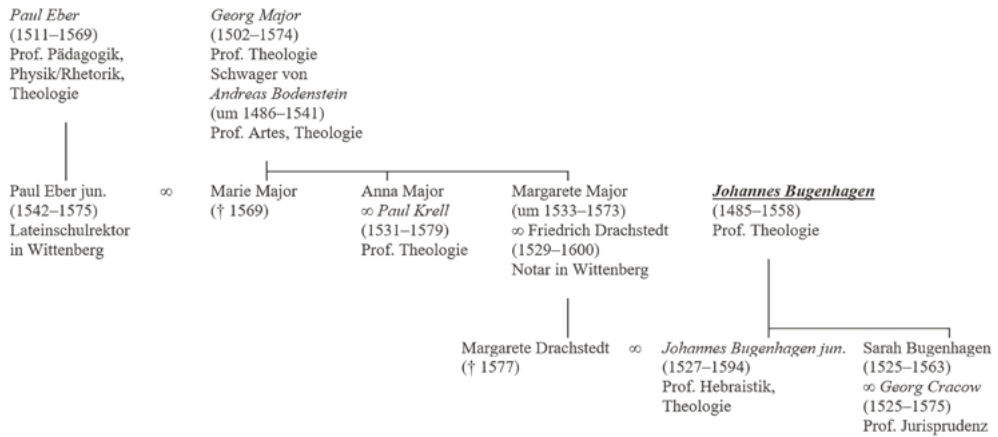 Paul Eber
(1511–1569)
Prof. Pädagogik,
Physik/Rhetorik,
Theologie
Georg Major
(1502–1574)
Prof. Theologie
Schwager von
Andreas Bodenstein
(um 1486–1541)
Prof. Artes, Theologie
Paul Eber jun.
(1542–1575)
Lateinschulrektor
in Wittenberg
∞
Marie Major
(† 1569)
Anna Major
∞ Paul Krell
(1531–1579)
Prof. Theologie
Margarete Major
(um 1533–1573)
∞ Friedrich Drachstedt
(1529–1600)
Notar in Wittenberg
Johannes Bugenhagen
(1485–1558)
Prof. Theologie
Margarete Drachstedt
(† 1577)
∞
Johannes Bugenhagen jun.
(1527–1594)
Prof. Hebraistik,
Theologie
Sarah Bugenhagen
(1525–1563)
∞ Georg Cracow
(1525–1575)
Prof. Jurisprudenz